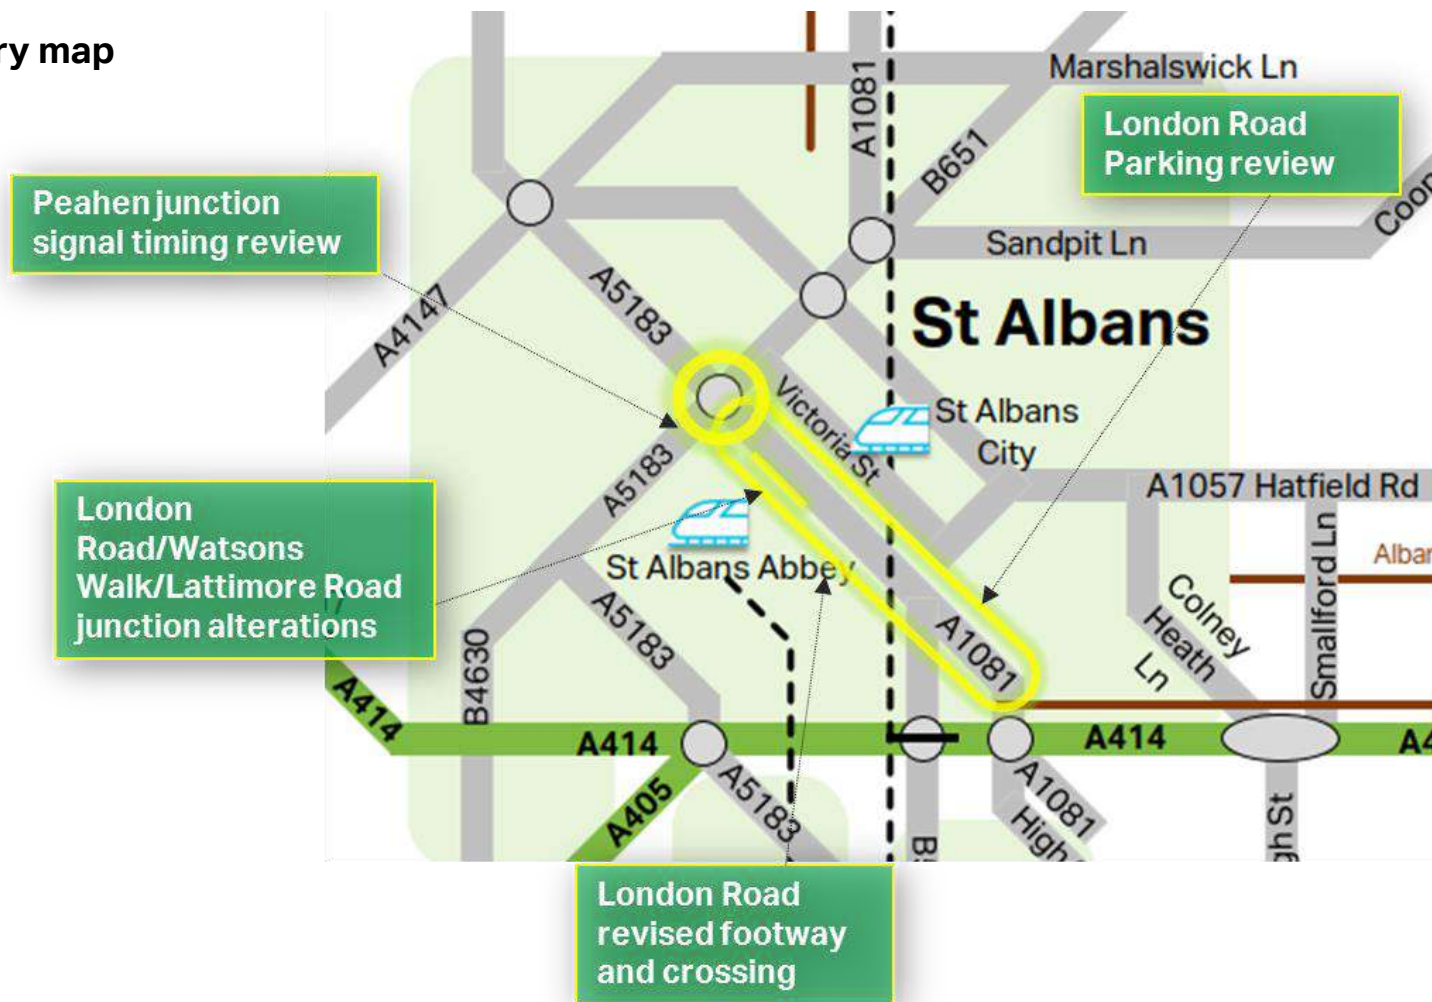 ry map
Marshalswick Ln
A1081
B651
London Road
Parking review
Peahen junction
signal timing review
Sandpit Ln
A4147
A5183
St Albans
Victoria St
St Albans
City
A5183
A1057 Hatfield Rd
London
Road/Watsons
Walk/Lattimore Road
junction alterations
St Albans Abbey
A5183
Colney
Heath
Ln
Smallford Ln
B4630
A1081
A414
A414
A414
A405
A5183
A1081
High
London Road
revised footway
and crossing